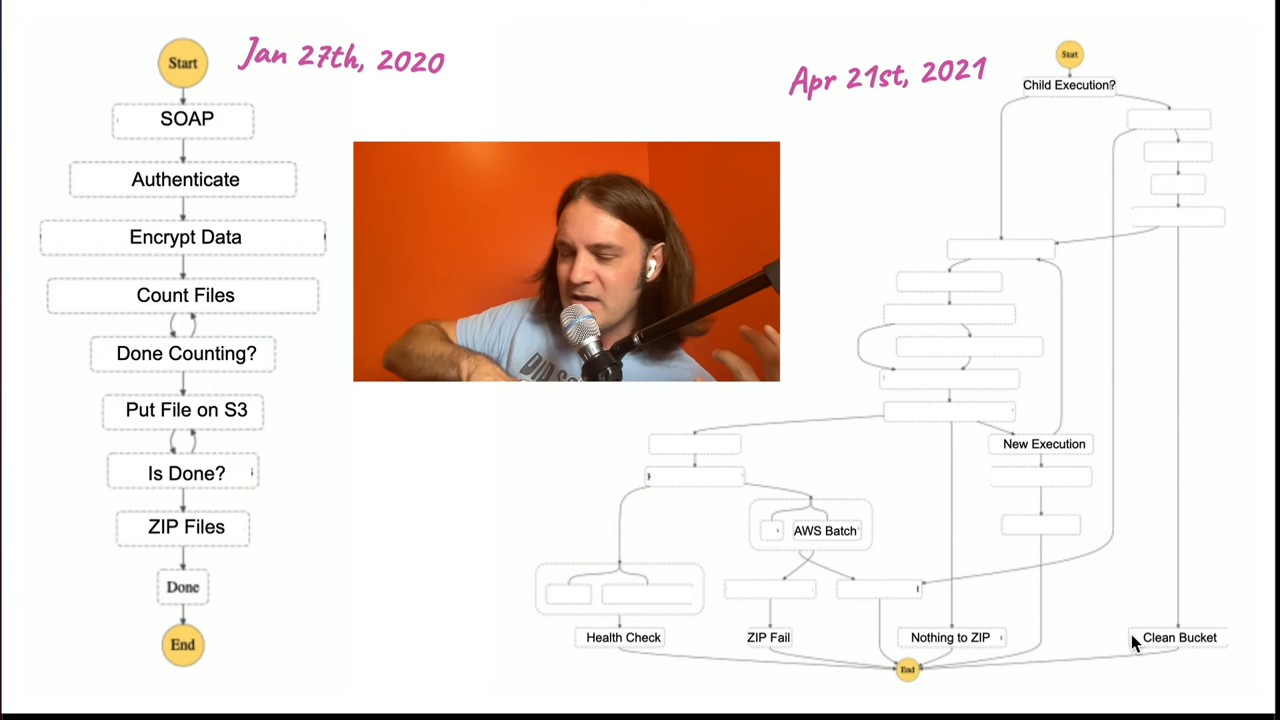 Jan 27th, 2020
Start
SOAP
Authenticate
Encrypt Data
Count Files
Done Counting?
Put File on S3
Is Done?
ZIP Files
Done
End
Apr 21st, 2021
Start
Child Execution?
New Execution
AWS Batch
Health Check
ZIP Fail
Nothing to ZIP
Clean Bucket
End